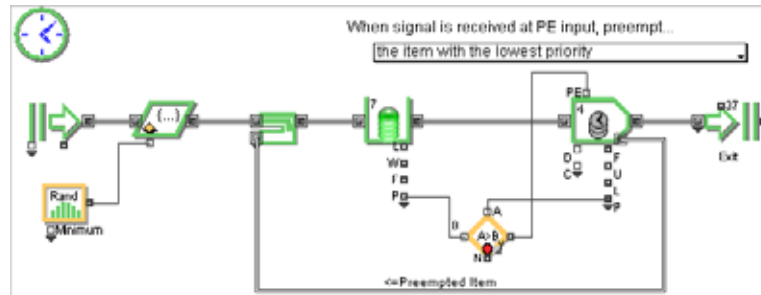 When signal is received at PE input, preempt...
the item with the lowest priority
PE
7
4
37
{...}
L
W
F
P
D
C
F
U
L
P
Exit
Rand
Minimum
A
B
A>B
N
<=Preempted Item